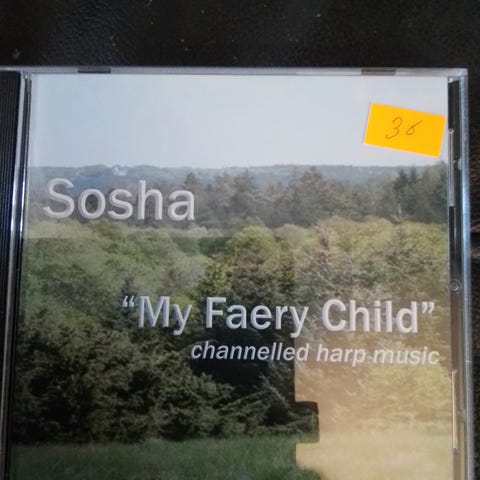 36
Sosha
“My Faery Child”
channelled harp music